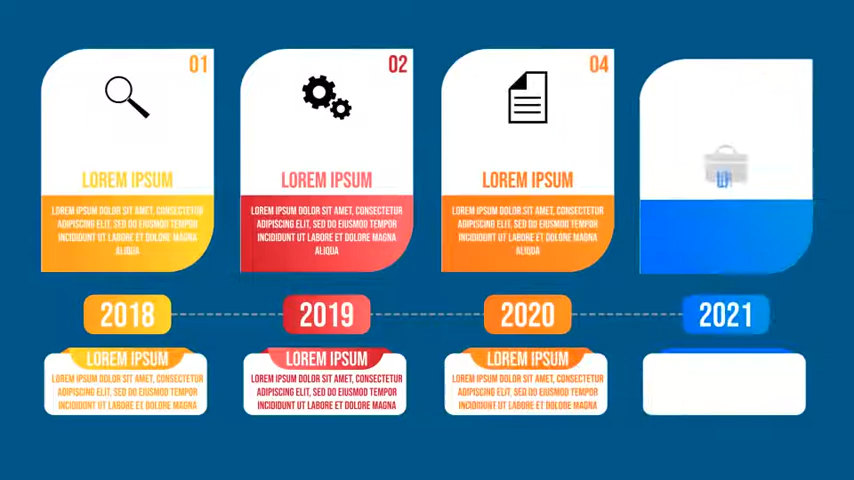 01
LOREM IPSUM
LOREM IPSUM DOLOR SIT AMET, CONSECTETUR
ADIPISCING ELIT, SED DO EIUSMOD TEMPOR
INCIDIDUNT UT LABORE ET DOLORE MAGNA
ALIQUA
02
LOREM IPSUM
LOREM IPSUM DOLOR SIT AMET, CONSECTETUR
ADIPISCING ELIT, SED DO EIUSMOD TEMPOR
INCIDIDUNT UT LABORE ET DOLORE MAGNA
ALIQUA
04
LOREM IPSUM
LOREM IPSUM DOLOR SIT AMET, CONSECTETUR
ADIPISCING ELIT, SED DO EIUSMOD TEMPOR
INCIDIDUNT UT LABORE ET DOLORE MAGNA
ALIQUA
2018
2019
2020
2021
LOREM IPSUM
LOREM IPSUM DOLOR SIT AMET, CONSECTETUR
ADIPISCING ELIT, SED DO EIUSMOD TEMPOR
INCIDIDUNT UT LABORE ET DOLORE MAGNA
LOREM IPSUM
LOREM IPSUM DOLOR SIT AMET, CONSECTETUR
ADIPISCING ELIT, SED DO EIUSMOD TEMPOR
INCIDIDUNT UT LABORE ET DOLORE MAGNA
LOREM IPSUM
LOREM IPSUM DOLOR SIT AMET, CONSECTETUR
ADIPISCING ELIT, SED DO EIUSMOD TEMPOR
INCIDIDUNT UT LABORE ET DOLORE MAGNA